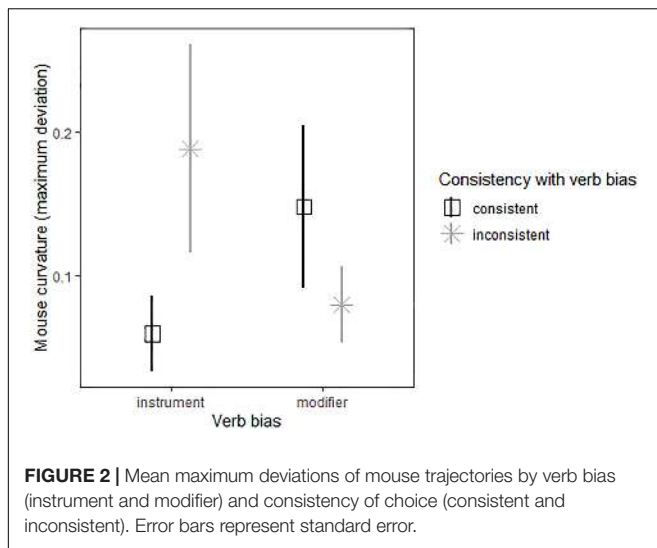 Mouse curvature (maximum deviation)
0.2
0.1
instrument
modifier
Verb bias
Consistency with verb bias
consistent
inconsistent
FIGURE 2 | Mean maximum deviations of mouse trajectories by verb bias
(instrument and modifier) and consistency of choice (consistent and
inconsistent). Error bars represent standard error.